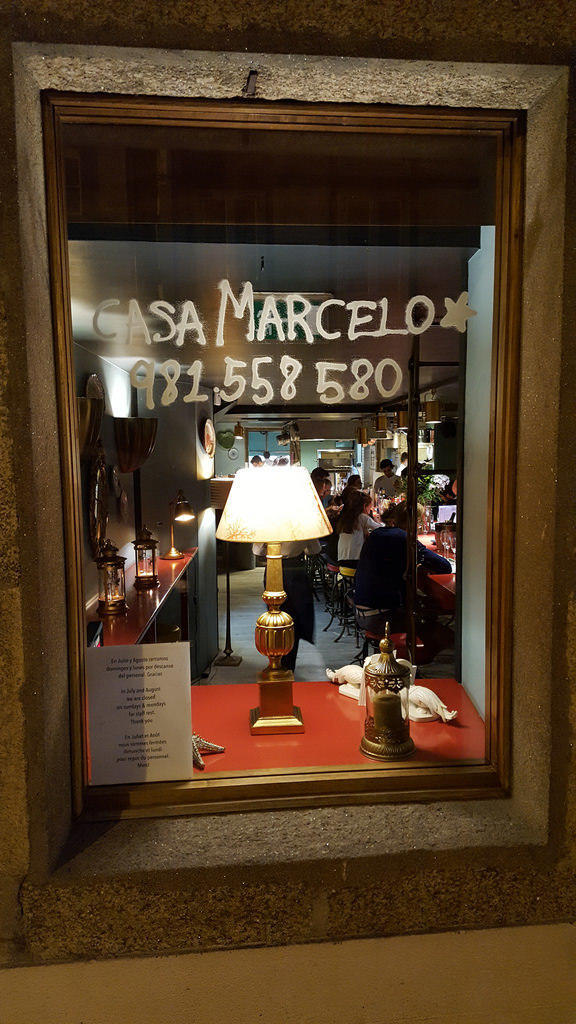 CASA MARCELO
981.558 580
En Julio y Agosto cerramos
domingos y lunes por descanso
del personal. Gracias
In July and August
we are closed
on sundays & mondays
for staff rest.
Thank you
En Juillet et Août
nous sommes fermées
dimanche et lundi
pour repos du personnel.
Merci